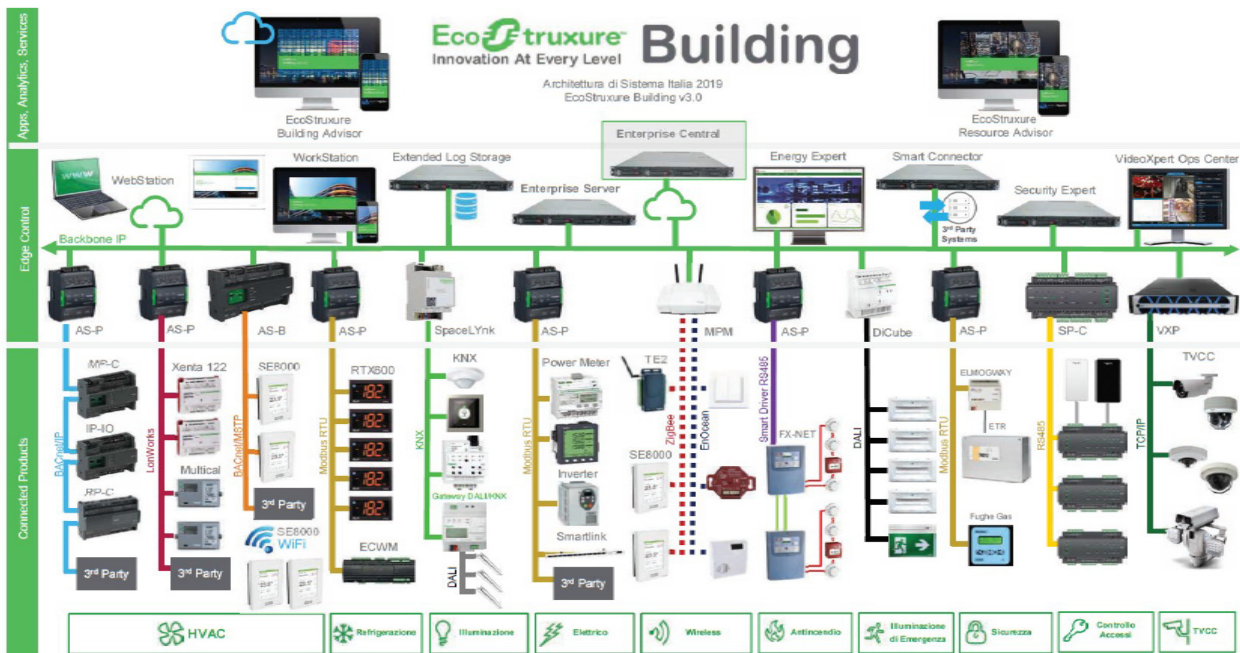 Apps, Analytics, Services
EcoStruxure™ Building
Innovation At Every Level
Architettura di Sistema Italia 2019
EcoStruxure Building v3.0
EcoStruxure
Building Advisor
EcoStruxure
Resource Advisor
Edge Control
WWW
WebStation
WorkStation
Extended Log Storage
Enterprise Server
Enterprise Central
Energy Expert
Smart Connector
3rd Party
Systems
Security Expert
VideoXpert Ops Center
Backbone IP
AS-P
AS-P
AS-B
AS-P
SpaceLYnk
AS-P
MPM
AS-P
DiCube
AS-P
SP-C
VXP
Connected Products
BACnet/IP
MP-C
IP-IO
RP-C
3rd Party
LonWorks
Xenta 122
Multical
3rd Party
BACnet/MSTP
SE8000
3rd Party
SE8000
WiFi
Modbus RTU
RTX600
ECWM
KNX
KNX
Gateway DALI/KNX
DALI
Modbus RTU
Power Meter
Inverter
Smartlink
3rd Party
TE2
SE8000
ZigBee
EnOcean
Smart Driver RS485
FX-NET
DALI
Modbus RTU
ELMOGWAY
ETR
Fughe Gas
RS485
TCP/IP
TVCC
HVAC
Refrigerazione
Illuminazione
Elettrico
Wireless
Antincendio
Illuminazione
di Emergenza
Sicurezza
Controllo
Accessi
TVCC